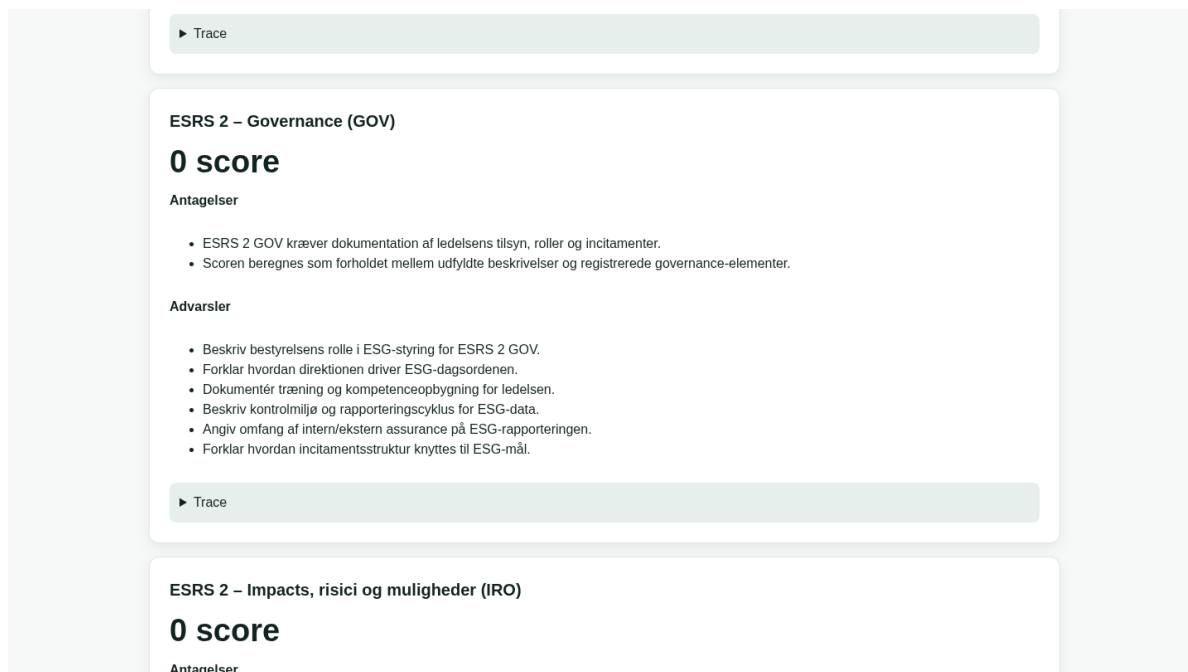 Trace
ESRS 2 – Governance (GOV)
0 score
Antagelser
ESRS 2 GOV kræver dokumentation af ledelsens tilsyn, roller og incitamenter.
Scoren beregnes som forholdet mellem udfyldte beskrivelser og registrerede governance-elementer.
Advarsler
Beskriv bestyrelsens rolle i ESG-styring for ESRS 2 GOV.
Forklar hvordan direktionen driver ESG-dagsordenen.
Dokumentér træning og kompetenceopbygning for ledelsen.
Beskriv kontrolmiljø og rapporteringscyklus for ESG-data.
Angiv omfang af intern/ekstern assurance på ESG-rapporteringen.
Forklar hvordan incitamentsstruktur knyttes til ESG-mål.
Trace
ESRS 2 – Impacts, risici og muligheder (IRO)
0 score
Antagelser